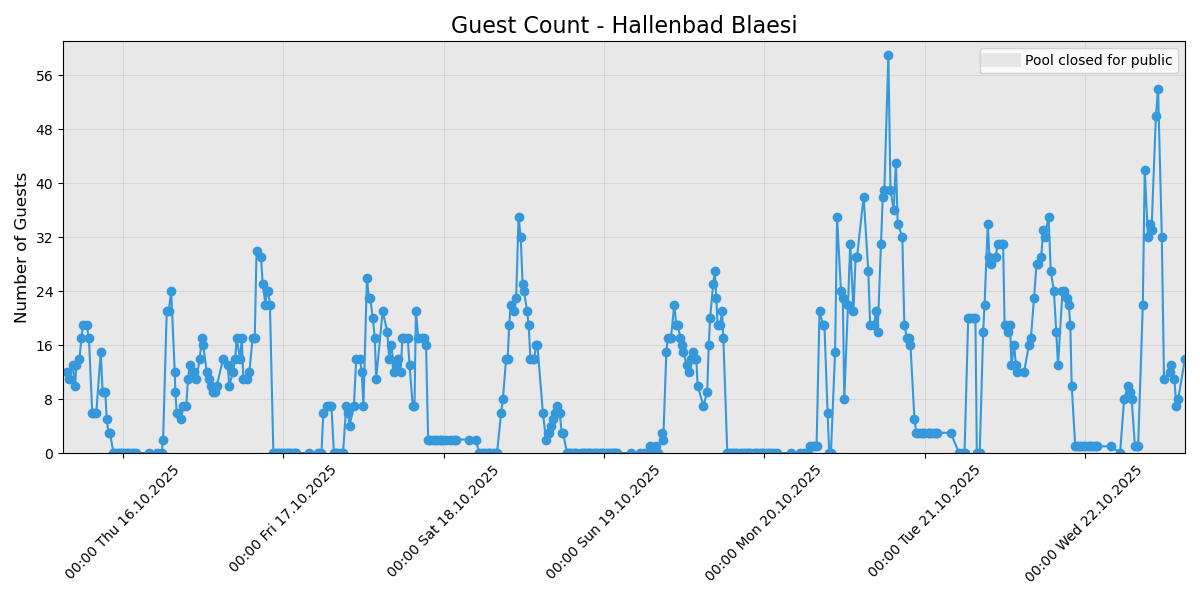 Guest Count - Hallenbad Blaesi
Pool closed for public
Number of Guests
56
48
40
32
24
16
8
0
00:00 Thu 16.10.2025
00:00 Fri 17.10.2025
00:00 Sat 18.10.2025
00:00 Sun 19.10.2025
00:00 Mon 20.10.2025
00:00 Tue 21.10.2025
00:00 Wed 22.10.2025